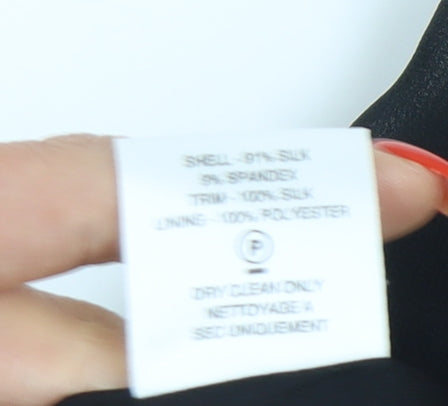 SHELL - 91% SILK
9% SPANDEX
TRIM - 100% SILK
LINING - 100% POLYESTER
P
DRY CLEAN ONLY
NETTOYAGE A
SEC UNIQUEMENT